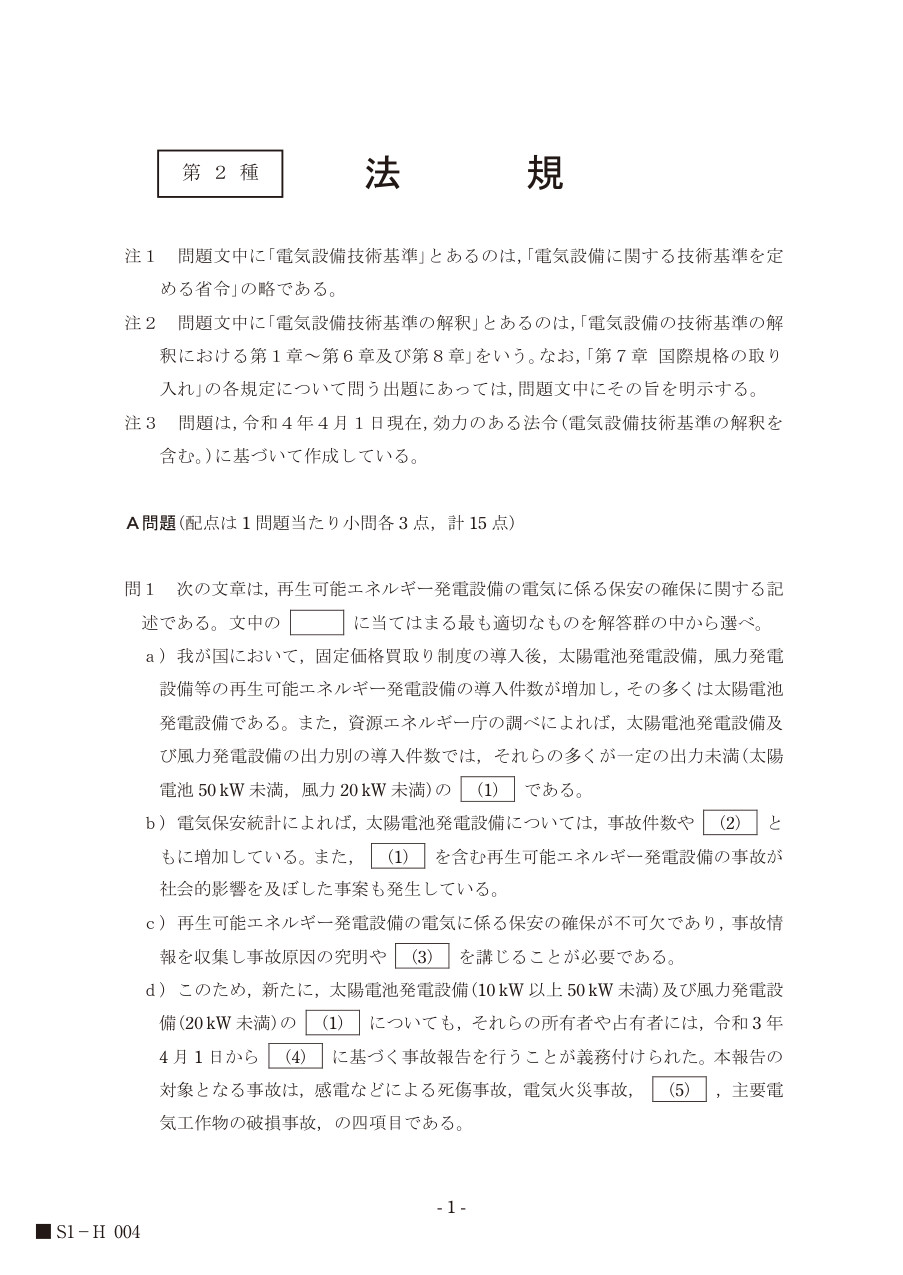 第 2 種
法 規
注1 問題文中に「電気設備技術基準」とあるのは,「電気設備に関する技術基準を定
める省令」の略である。
注2 問題文中に「電気設備技術基準の解釈」とあるのは,「電気設備の技術基準の解
釈における第1章~第6章及び第8章」をいう。なお,「第7章 国際規格の取り
入れ」の各規定について問う出題にあっては,問題文中にその旨を明示する。
注3 問題は,令和4年4月1日現在,効力のある法令(電気設備技術基準の解釈を
含む。)に基づいて作成している。
A問題(配点は1問題当たり小問各3点,計15点)
問1 次の文章は,再生可能エネルギー発電設備の電気に係る保安の確保に関する記
述である。文中の に当てはまる最も適切なものを解答群の中から選べ。
a)我が国において,固定価格買取り制度の導入後,太陽電池発電設備,風力発電
設備等の再生可能エネルギー発電設備の導入件数が増加し,その多くは太陽電池
発電設備である。また,資源エネルギー庁の調べによれば,太陽電池発電設備及
び風力発電設備の出力別の導入件数では,それらの多くが一定の出力未満(太陽
電池50kW未満,風力20kW未満)の (1) である。
b)電気保安統計によれば,太陽電池発電設備については,事故件数や (2) と
もに増加している。また, (1) を含む再生可能エネルギー発電設備の事故が
社会的影響を及ぼした事案も発生している。
c)再生可能エネルギー発電設備の電気に係る保安の確保が不可欠であり,事故情
報を収集し事故原因の究明や (3) を講じることが必要である。
d)このため,新たに,太陽電池発電設備(10kW以上50kW未満)及び風力発電設
備(20kW未満)の (1) についても,それらの所有者や占有者には,令和3年
4月1日から (4) に基づく事故報告を行うことが義務付けられた。本報告の
対象となる事故は,感電などによる死傷事故,電気火災事故, (5) ,主要電
気工作物の破損事故,の四項目である。
- 1 -
■S1-H 004